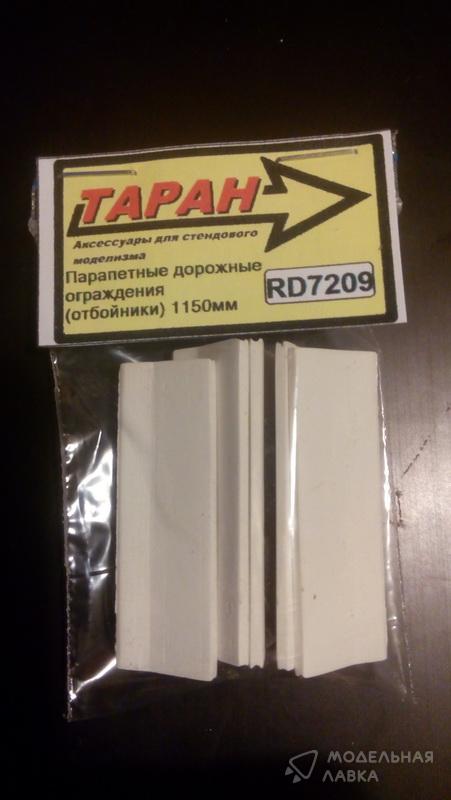 ТАРАН
Аксессуары для стендового
моделизма
Парапетные дорожные
ограждения
(отбойники) 1150мм
RD7209
МОДЕЛЬНАЯ
ЛАВКА